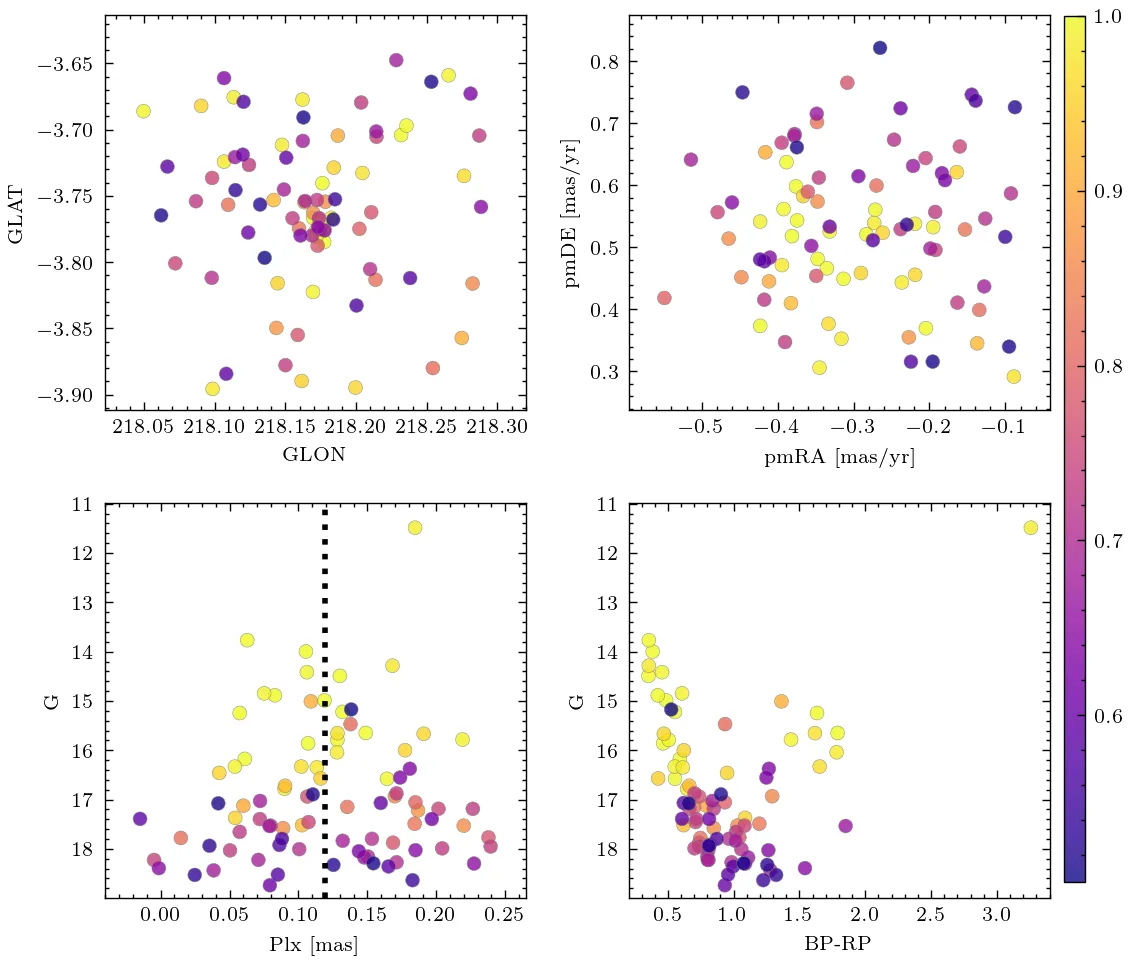 GLAT
−3.65
−3.70
−3.75
−3.80
−3.85
−3.90
218.05 218.10 218.15 218.20 218.25 218.30
GLON
pmDE [mas/yr]
0.8
0.7
0.6
0.5
0.4
0.3
−0.5 −0.4 −0.3 −0.2 −0.1
pmRA [mas/yr]
1.0
0.9
0.8
0.7
0.6
G
11
12
13
14
15
16
17
18
0.00 0.05 0.10 0.15 0.20 0.25
Plx [mas]
G
11
12
13
14
15
16
17
18
0.5 1.0 1.5 2.0 2.5 3.0
BP-RP